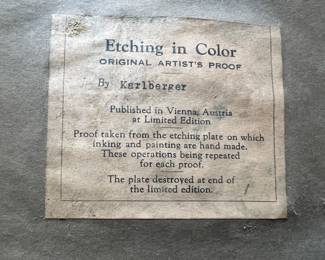 Etching in Color
ORIGINAL ARTIST'S PROOF
By Karlberger
Published in Vienna, Austria
at Limited Edition
Proof taken from the etching plate on which
inking and painting are hand made.
These operations being repeated
for each proof.
The plate destroyed at end of
the limited edition.